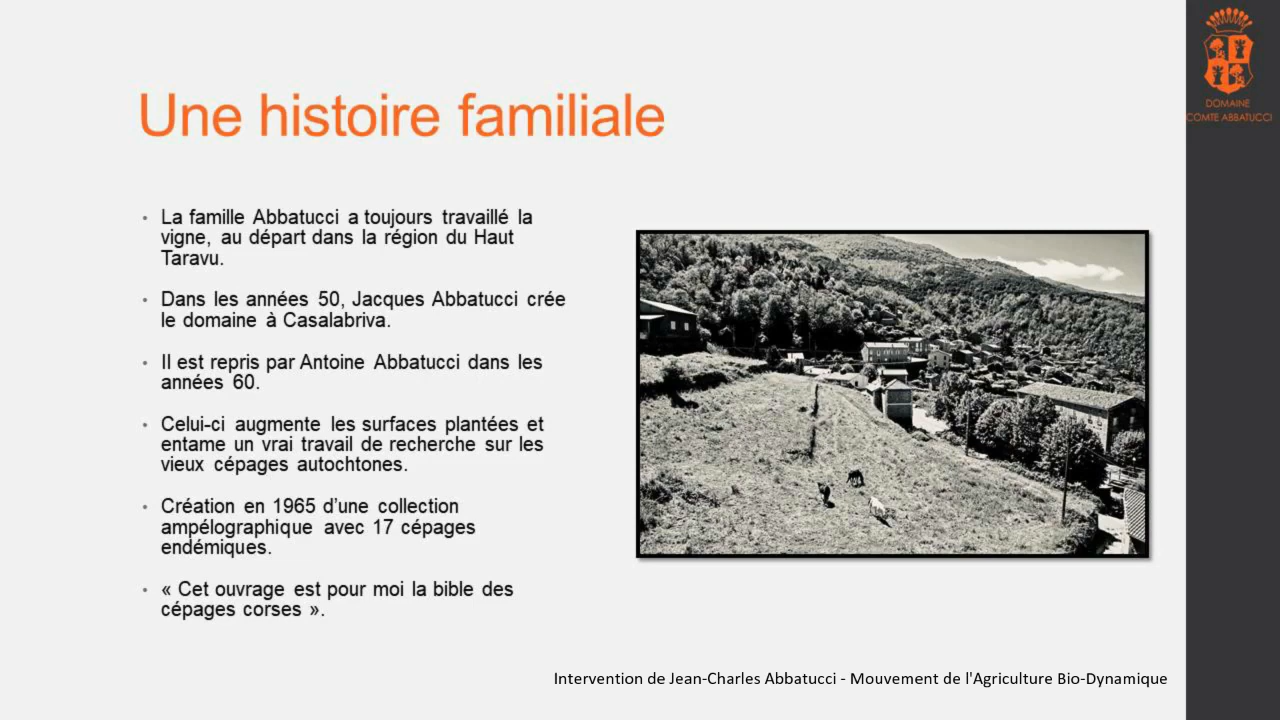 DOMAINE
COMTE ABBATUCCI
Une histoire familiale
• La famille Abbatucci a toujours travaillé la
vigne, au départ dans la région du Haut
Taravu.
• Dans les années 50, Jacques Abbatucci crée
le domaine à Casalabriva.
• Il est repris par Antoine Abbatucci dans les
années 60.
• Celui-ci augmente les surfaces plantées et
entame un vrai travail de recherche sur les
vieux cépages autochtones.
• Création en 1965 d’une collection
ampélographique avec 17 cépages
endémiques.
• « Cet ouvrage est pour moi la bible des
cépages corses ».
Intervention de Jean-Charles Abbatucci - Mouvement de l'Agriculture Bio-Dynamique